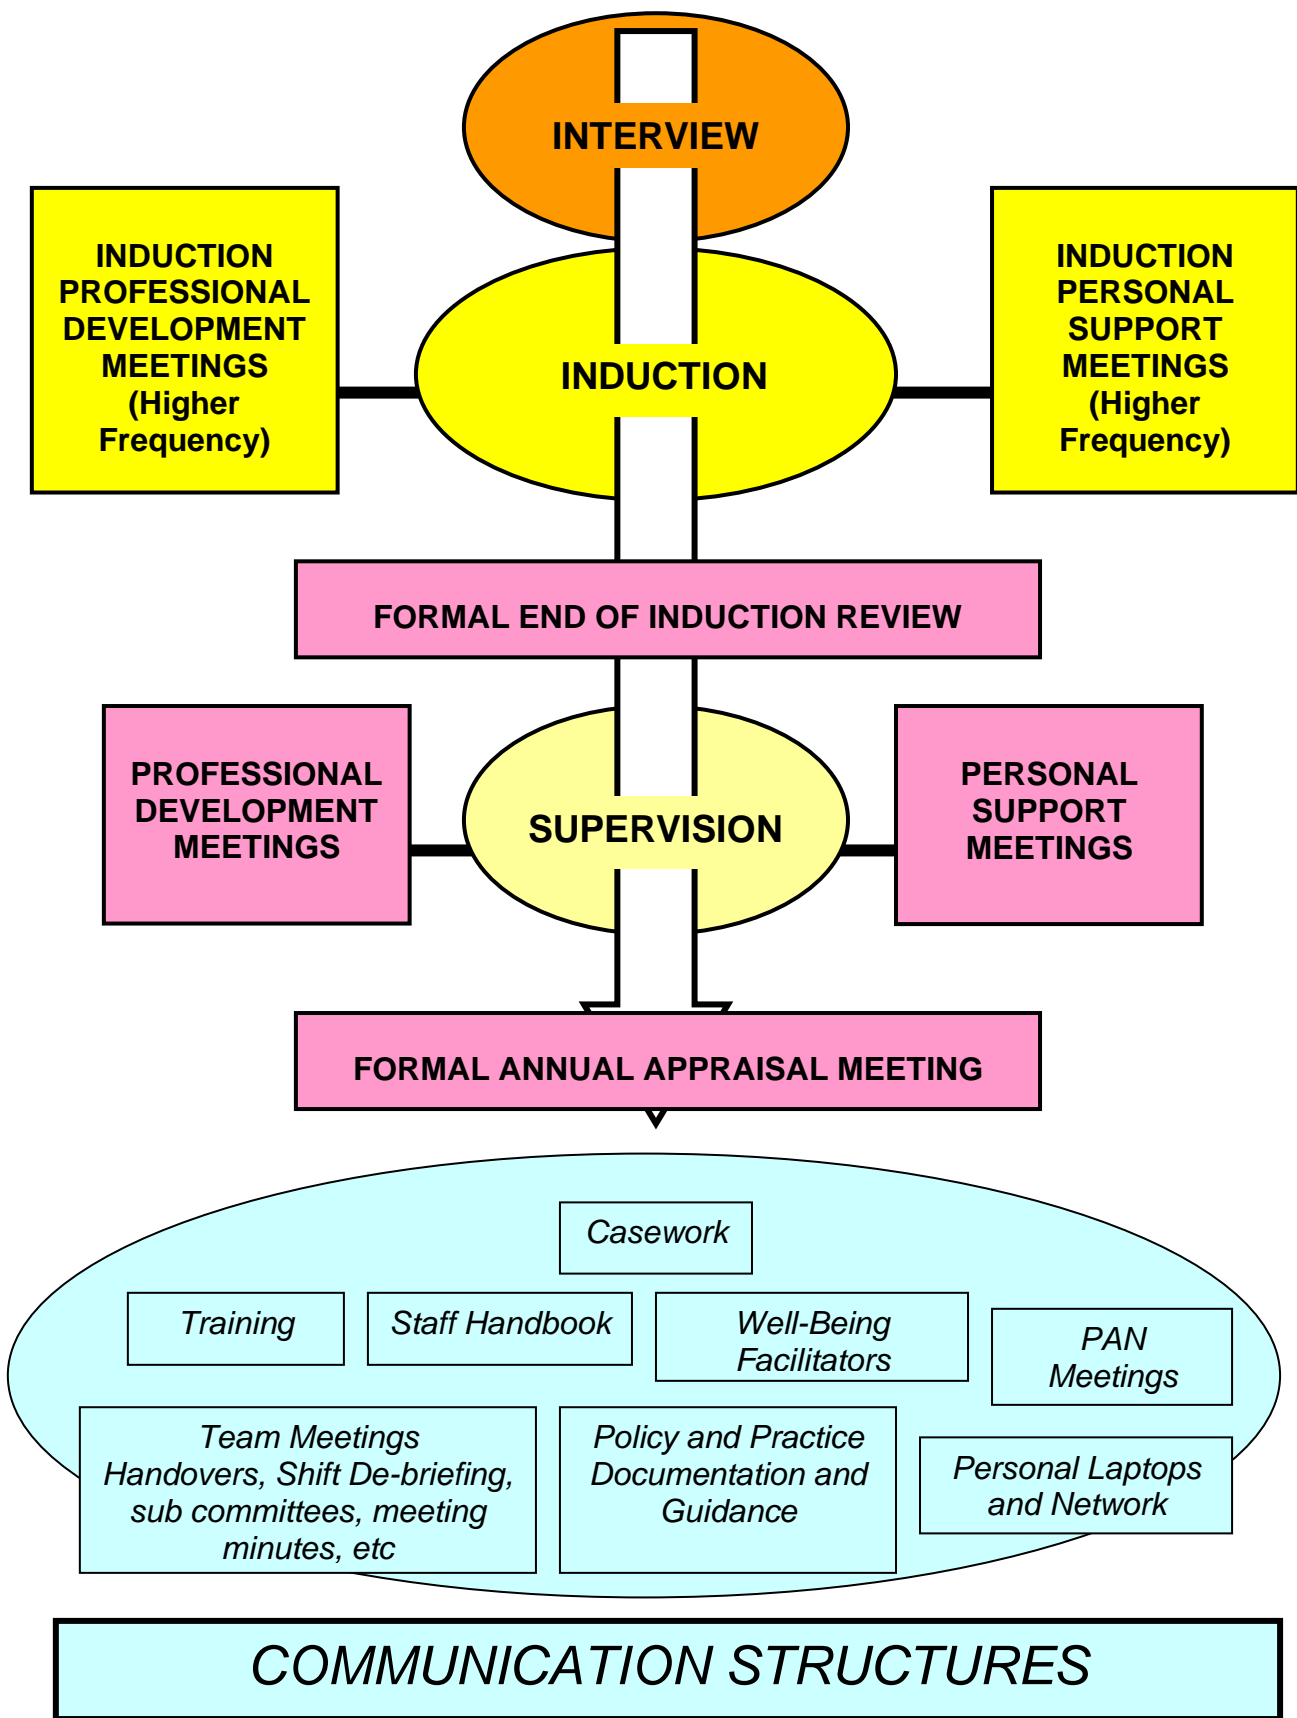 INTERVIEW
INDUCTION
PROFESSIONAL
DEVELOPMENT
MEETINGS
(Higher
Frequency)
INDUCTION
INDUCTION
PERSONAL
SUPPORT
MEETINGS
(Higher
Frequency)
FORMAL END OF INDUCTION REVIEW
PROFESSIONAL
DEVELOPMENT
MEETINGS
SUPERVISION
PERSONAL
SUPPORT
MEETINGS
FORMAL ANNUAL APPRAISAL MEETING
Casework
Training
Staff Handbook
Well-Being
Facilitators
PAN
Meetings
Team Meetings
Handovers, Shift De-briefing,
sub committees, meeting
minutes, etc
Policy and Practice
Documentation and
Guidance
Personal Laptops
and Network
COMMUNICATION STRUCTURES